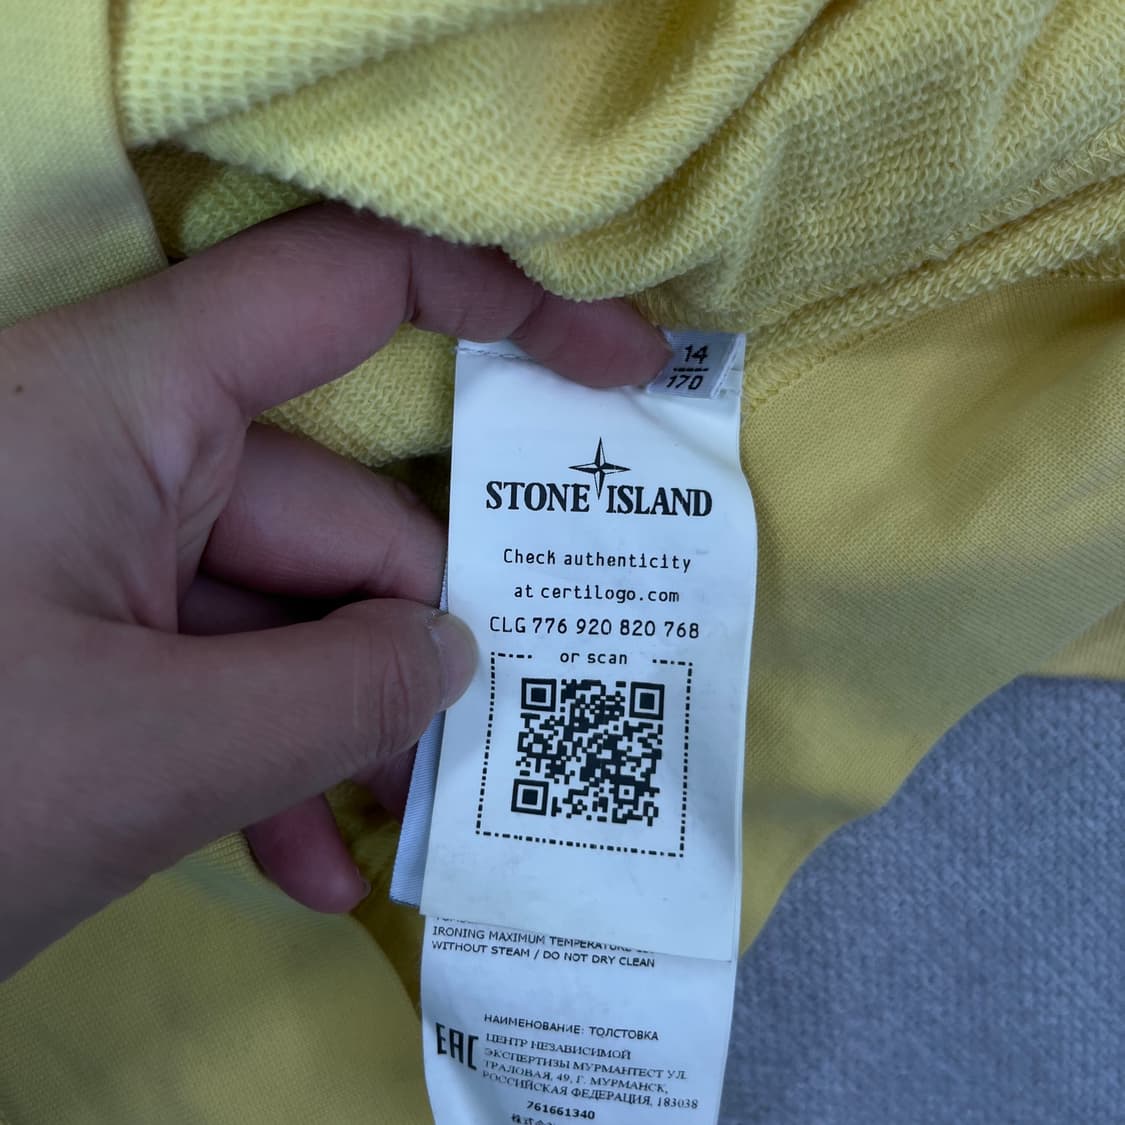 14
170
STONE ISLAND
Check authenticity
at certilogo.com
CLG 776 920 820 768
or scan
IRONING MAXIMUM TEMPERATURE
WITHOUT STEAM / DO NOT DRY CLEAN
НАИМЕНОВАНИЕ: ТОЛСТОВКА
EAC
ЦЕНТР НЕЗАВИСИМОЙ
ЭКСПЕРТИЗЫ МУРМАНТЕСТ УЛ.
ТРАЛОВАЯ, 49, Г. МУРМАНСК,
РОССИЙСКАЯ ФЕДЕРАЦИЯ, 183038
761661340